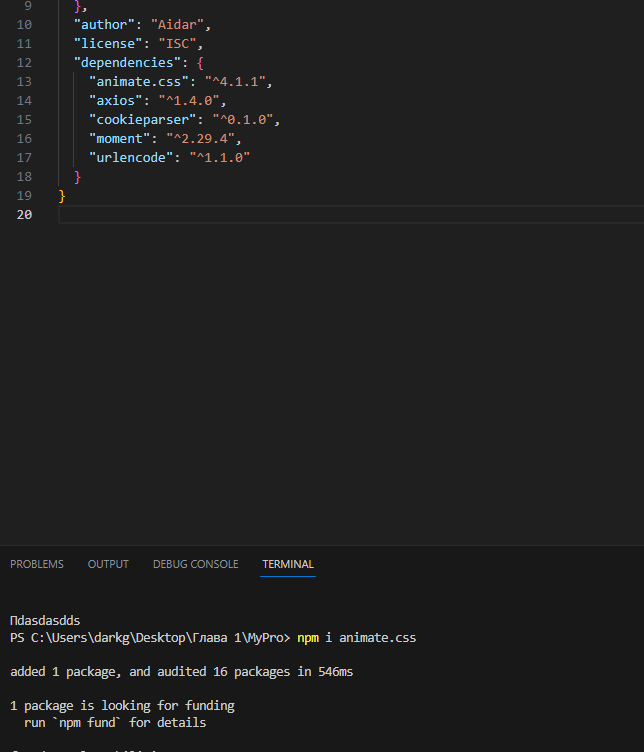 9 },
10 "author": "Aidar",
11 "license": "ISC",
12 "dependencies": {
13 "animate.css": "^4.1.1",
14 "axios": "^1.4.0",
15 "cookieparser": "^0.1.0",
16 "moment": "^2.29.4",
17 "urlencode": "^1.1.0"
18 }
19 }
20
PROBLEMS OUTPUT DEBUG CONSOLE TERMINAL
Пdasdasdds
PS C:\Users\darkg\Desktop\Глава 1\MyPro> npm i animate.css
added 1 package, and audited 16 packages in 546ms
1 package is looking for funding
run `npm fund` for details